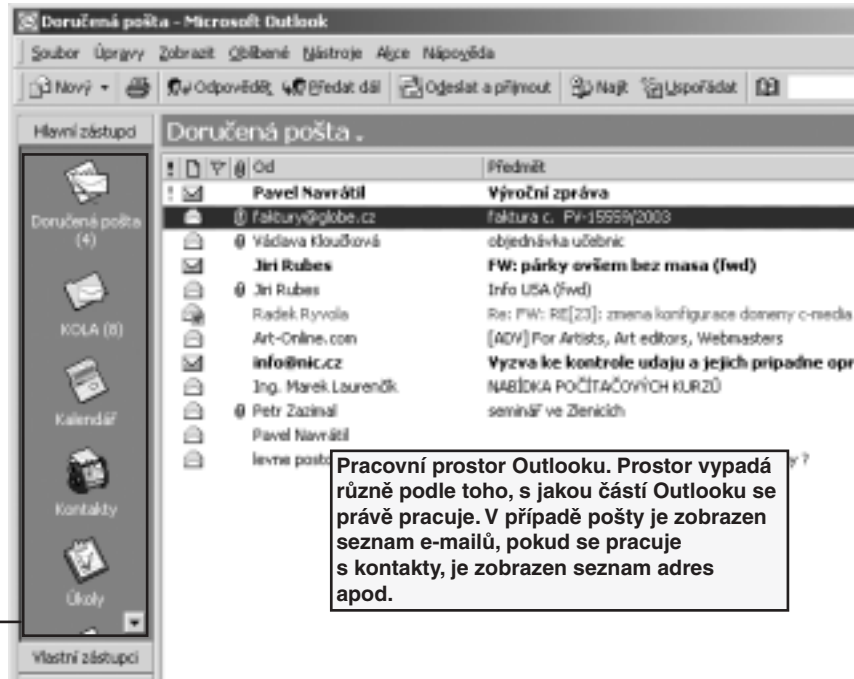 Doručená pošta - Microsoft Outlook
Soubor Úpravy Zobrazit Oblíbené Nástroje Akce Nápověda
Nový Odpovědět Předat dál Odeslat a přijmout Najít Uspořádat
Hlavní zástupci
Doručená pošta
(4)
KOLA (8)
Kalendář
Kontakty
Úkoly
Vlastní zástupci
Doručená pošta
! Od Předmět
! Pavel Navrátil Výroční zpráva
faktury@globe.cz faktura c. FV-15559/2003
Václava Kloučková objednávka učebnic
Jiri Rubes FW: párky ovšem bez masa (fwd)
Jiri Rubes Info USA (fwd)
Radek Ryvola Re: FW: RE[23]: zmena konfigurace domeny c-media
Art-Online.com [ADV] For Artists, Art editors, Webmasters
info@nic.cz Vyzva ke kontrole udaju a jejich pripadne opr
Ing. Marek Laurenčík NABÍDKA POČÍTAČOVÝCH KURZŮ
Petr Zazimal seminář ve Zlenicích
Pavel Navrátil
levne y ?
Pracovní prostor Outlooku. Prostor vypadá
různě podle toho, s jakou částí Outlooku se
právě pracuje. V případě pošty je zobrazen
seznam e-mailů, pokud se pracuje
s kontakty, je zobrazen seznam adres
apod.